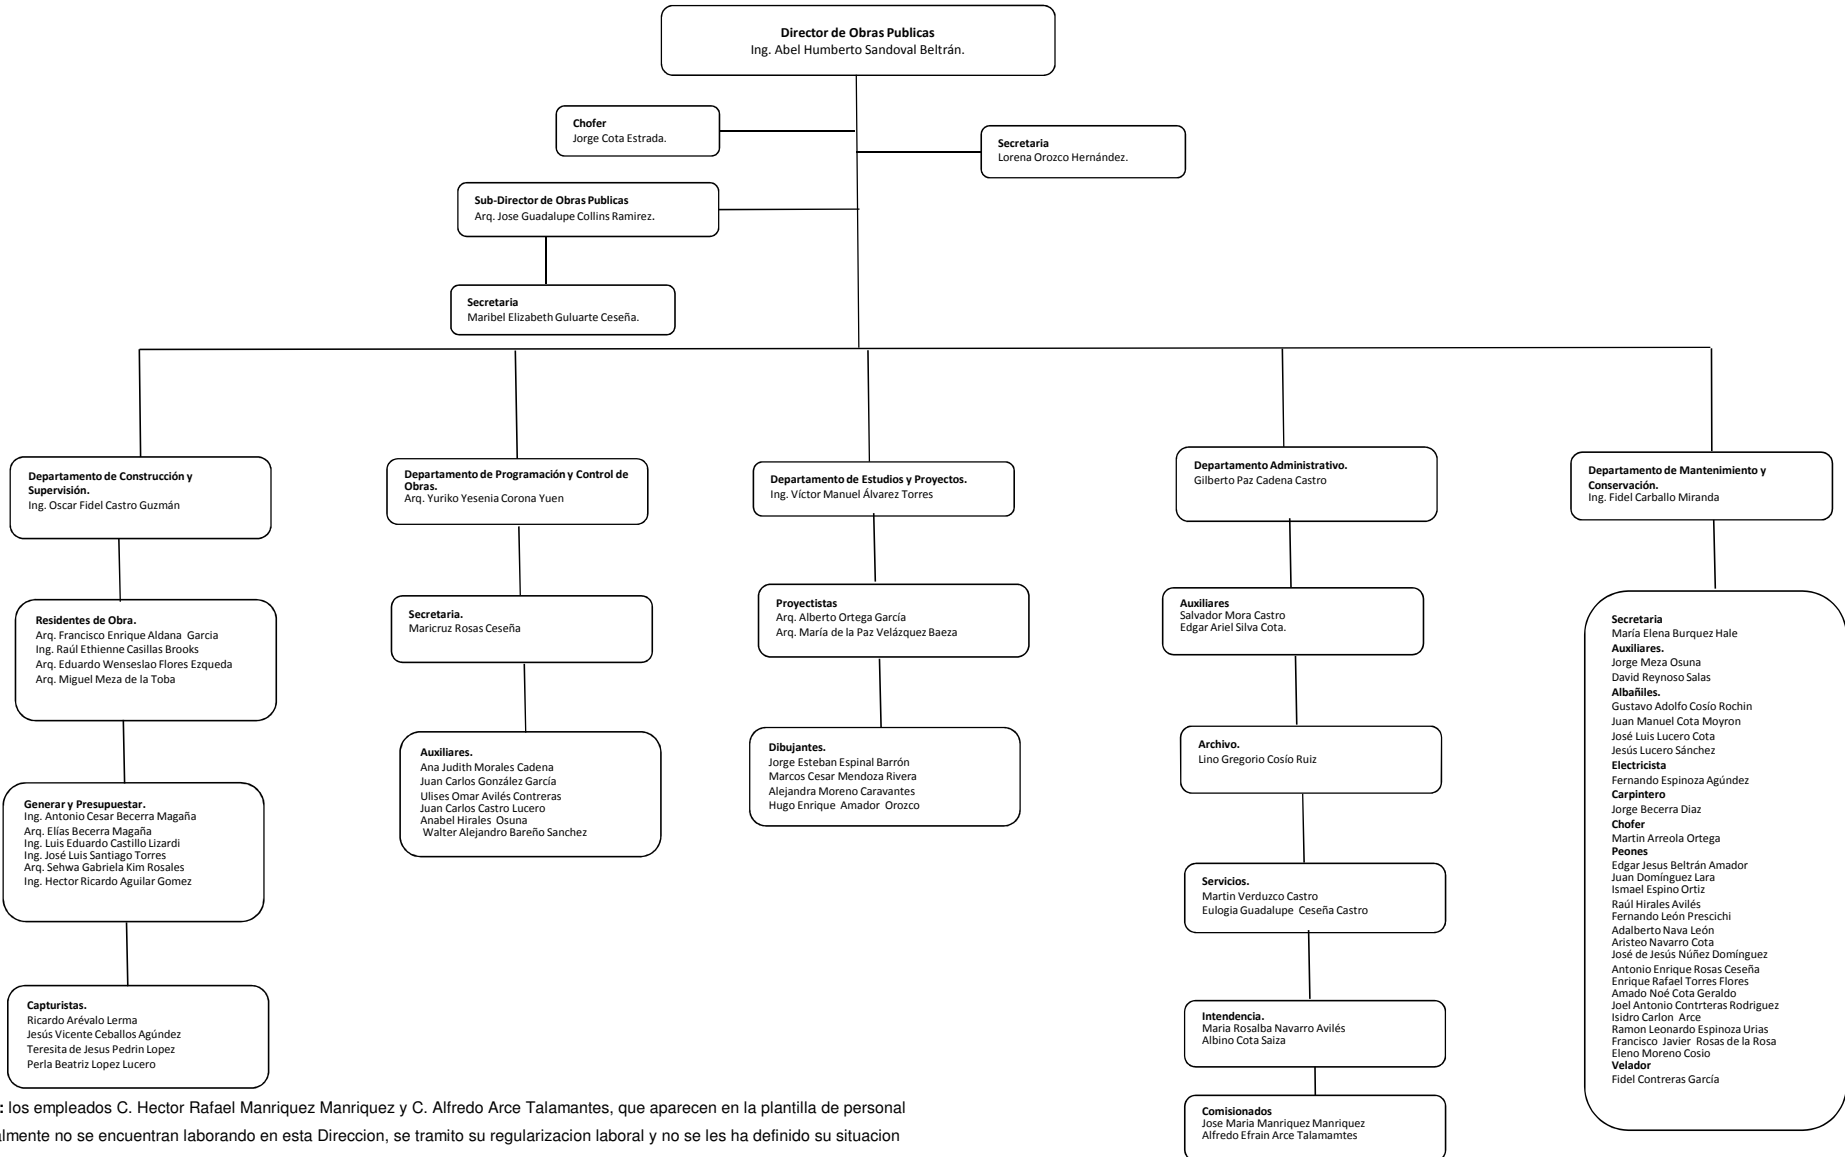 Director de Obras Publicas
Ing. Abel Humberto Sandoval Beltrán.
Chofer
Jorge Cota Estrada.
Secretaria
Lorena Orozco Hernández.
Sub-Director de Obras Publicas
Arq. Jose Guadalupe Collins Ramirez.
Secretaria
Maribel Elizabeth Guluarte Ceseña.
Departamento de Construcción y
Supervisión.
Ing. Oscar Fidel Castro Guzmán
Residentes de Obra.
Arq. Francisco Enrique Aldana Garcia
Ing. Raúl Ethienne Casillas Brooks
Arq. Eduardo Wenseslao Flores Ezqueda
Arq. Miguel Meza de la Toba
Generar y Presupuestar.
Ing. Antonio Cesar Becerra Magaña
Arq. Elías Becerra Magaña
Ing. Luis Eduardo Castillo Lizardi
Ing. José Luis Santiago Torres
Arq. Sehwa Gabriela Kim Rosales
Ing. Hector Ricardo Aguilar Gomez
Capturistas.
Ricardo Arévalo Lerma
Jesús Vicente Ceballos Agúndez
Teresita de Jesus Pedrin Lopez
Perla Beatriz Lopez Lucero
Departamento de Programación y Control de
Obras.
Arq. Yuriko Yesenia Corona Yuen
Secretaria.
Maricruz Rosas Ceseña
Auxiliares.
Ana Judith Morales Cadena
Juan Carlos González García
Ulises Omar Avilés Contreras
Juan Carlos Castro Lucero
Anabel Hirales Osuna
Walter Alejandro Bareño Sanchez
Departamento de Estudios y Proyectos.
Ing. Víctor Manuel Álvarez Torres
Proyectistas
Arq. Alberto Ortega García
Arq. María de la Paz Velázquez Baeza
Dibujantes.
Jorge Esteban Espinal Barrón
Marcos Cesar Mendoza Rivera
Alejandra Moreno Caravantes
Hugo Enrique Amador Orozco
Departamento Administrativo.
Gilberto Paz Cadena Castro
Auxiliares
Salvador Mora Castro
Edgar Ariel Silva Cota.
Archivo.
Lino Gregorio Cosío Ruiz
Servicios.
Martin Verduzco Castro
Eulogia Guadalupe Ceseña Castro
Intendencia.
Maria Rosalba Navarro Avilés
Albino Cota Saiza
Comisionados
Jose Maria Manriquez Manriquez
Alfredo Efrain Arce Talamamtes
Departamento de Mantenimiento y
Conservación.
Ing. Fidel Carballo Miranda
Secretaria
María Elena Burquez Hale
Auxiliares.
Jorge Meza Osuna
David Reynoso Salas
Albañiles.
Gustavo Adolfo Cosío Rochin
Juan Manuel Cota Moyron
José Luis Lucero Cota
Jesús Lucero Sánchez
Electricista
Fernando Espinoza Agúndez
Carpintero
Jorge Becerra Diaz
Chofer
Martin Arreola Ortega
Peones
Edgar Jesus Beltrán Amador
Juan Domínguez Lara
Ismael Espino Ortiz
Raúl Hirales Avilés
Fernando León Prescichi
Adalberto Nava León
Aristeo Navarro Cota
José de Jesús Núñez Domínguez
Antonio Enrique Rosas Ceseña
Enrique Rafael Torres Flores
Amado Noé Cota Geraldo
Joel Antonio Contrteras Rodriguez
Isidro Carlon Arce
Ramon Leonardo Espinoza Urias
Francisco Javier Rosas de la Rosa
Eleno Moreno Cosio
Velador
Fidel Contreras García
: los empleados C. Hector Rafael Manriquez Manriquez y C. Alfredo Arce Talamantes, que aparecen en la plantilla de personal
lmente no se encuentran laborando en esta Direccion, se tramito su regularizacion laboral y no se les ha definido su situacion